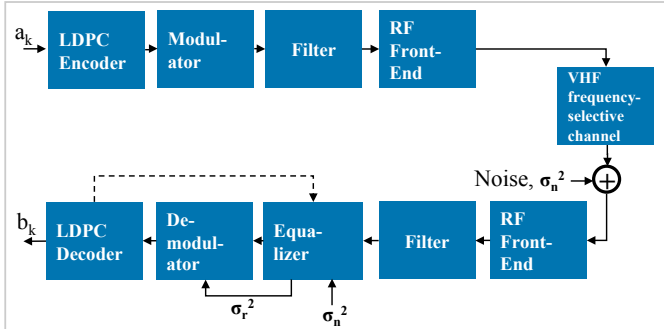 a_k
LDPC
Encoder
Modul-
ator
Filter
RF
Front-
End
VHF
frequency-
selective
channel
Noise, σ_n^2
+
b_k
LDPC
Decoder
De-
modul-
ator
Equa-
lizer
Filter
RF
Front-
End
σ_r^2
σ_n^2